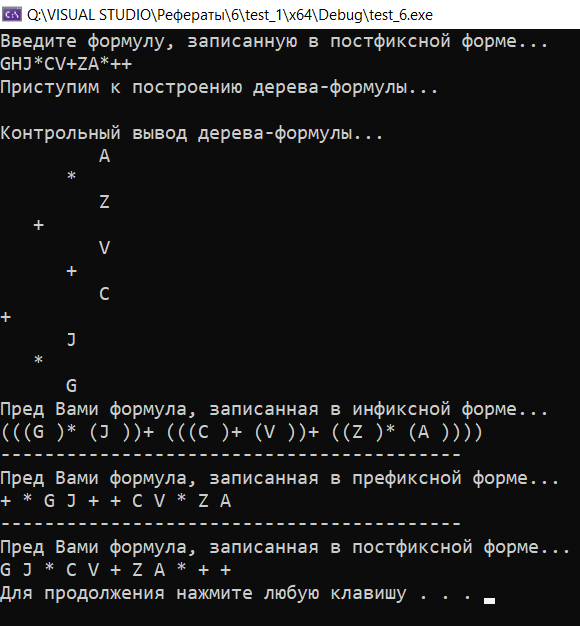 Q:\VISUAL STUDIO\Рефераты\6\test_1\x64\Debug\test_6.exe
Введите формулу, записанную в постфиксной форме...
GHJ*CV+ZA*++
Приступим к построению дерева-формулы...
Контрольный вывод дерева-формулы...
A
*
Z
+
V
+
C
+
J
*
G
Пред Вами формула, записанная в инфиксной форме...
(((G )* (J ))+ (((C )+ (V ))+ ((Z )* (A ))))
------------------------------------------
Пред Вами формула, записанная в префиксной форме...
+ * G J + + C V * Z A
------------------------------------------
Пред Вами формула, записанная в постфиксной форме...
G J * C V + Z A * + +
Для продолжения нажмите любую клавишу . . .